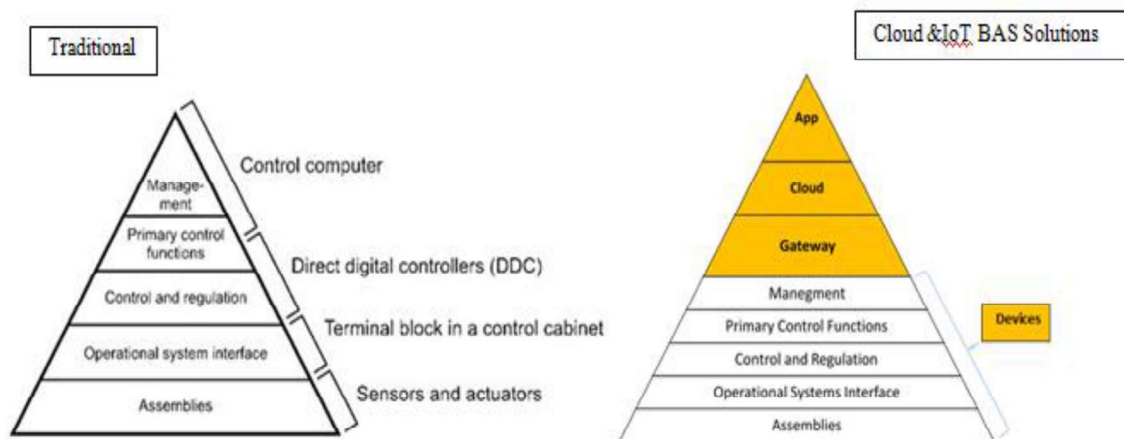 Traditional
Cloud &IoT BAS Solutions
Manage-
ment
Primary control
functions
Control and regulation
Operational system interface
Assemblies
Control computer
Direct digital controllers (DDC)
Terminal block in a control cabinet
Sensors and actuators
App
Cloud
Gateway
Manegment
Primary Control Functions
Control and Regulation
Operational Systems Interface
Assemblies
Devices